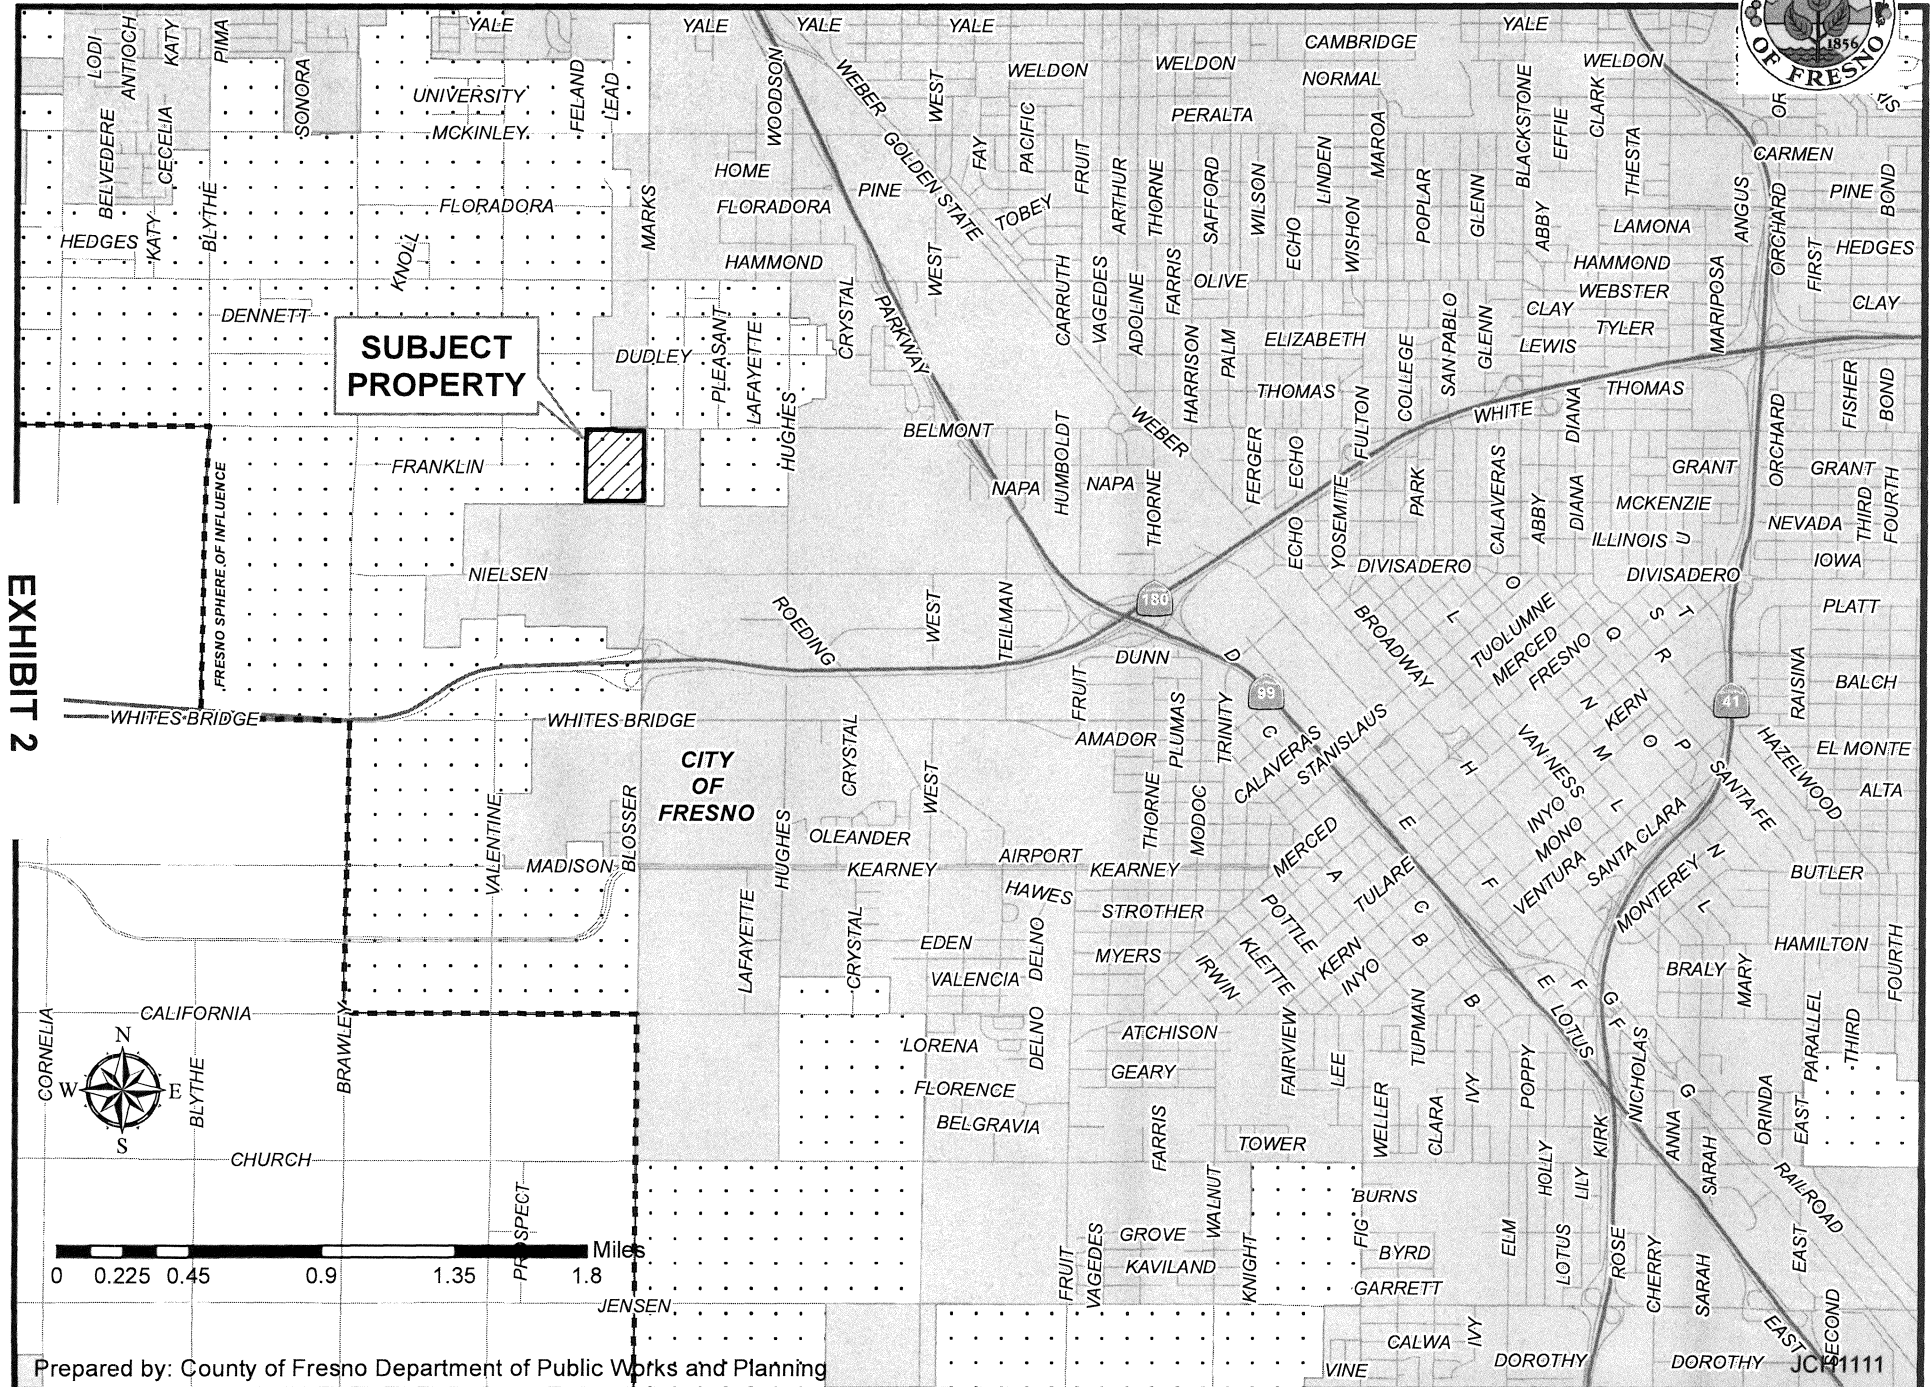 YALE
YALE
YALE
YALE
YALE
1856
OF FRESNO
LODI
ANTIOCH
KATY
PIMA
SONORA
UNIVERSITY
MCKINLEY
FELAND
LEAD
WOODSON
WEBER
GOLDEN STATE
WEST
WELDON
WELDON
CAMBRIDGE
NORMAL
WELDON
PERALTA
BLACKSTONE
EFFIE
CLARK
THESTA
CARMEN
BELVEDERE
CECELIA
BLYTHE
HOME
PINE
FAY
PACIFIC
FRUIT
ARTHUR
THORNE
SAFFORD
WILSON
LINDEN
MAROA
POPLAR
GLENN
ABBY
ANGUS
ORCHARD
PINE
BOND
FLORADORA
MARKS
FLORADORA
TOBEY
ECHO
WISHON
LAMONA
HEDGES
KATY
KNOLL
HAMMOND
WEST
HAMMOND
FIRST
HEDGES
DENNETT
CRYSTAL
PARKWAY
CARRUTH
VAGEDES
ADOLINE
FARRIS
OLIVE
WEBSTER
CLAY
CLAY
TYLER
MARIPOSA
SUBJECT
PROPERTY
DUDLEY
PLEASANT
LAFAYETTE
HUGHES
HARRISON
PALM
ELIZABETH
COLLEGE
SAN PABLO
GLENN
LEWIS
THOMAS
THOMAS
FULTON
WHITE
DIANA
ORCHARD
FISHER
BOND
BELMONT
HUMBOLDT
WEBER
FRANKLIN
NAPA
NAPA
THORNE
FERGER
ECHO
PARK
CALAVERAS
GRANT
GRANT
FRESNO SPHERE OF INFLUENCE
YOSEMITE
ECHO
ABBY
DIANA
MCKENZIE
ILLINOIS
U
NEVADA
THIRD
FOURTH
IOWA
EXHIBIT 2
NIELSEN
ROEDING
WEST
TEILMAN
180
DIVISADERO
DIVISADERO
O
L
BROADWAY
TUOLUMNE
MERCED
FRESNO
Q
S
T
R
PLATT
DUNN
D
FRUIT
99
41
RAISINA
BALCH
WHITES BRIDGE
WHITES BRIDGE
CITY
OF
FRESNO
CRYSTAL
AMADOR
PLUMAS
TRINITY
C
CALAVERAS
STANISLAUS
H
N
KERN
O
P
VAN NESS
M
L
SANTA FE
HAZELWOOD
EL MONTE
ALTA
VALENTINE
BLOSSER
WEST
THORNE
MODOC
E
INYO
MONO
VENTURA
SANTA CLARA
OLEANDER
HUGHES
MERCED
MADISON
KEARNEY
AIRPORT
KEARNEY
A
TULARE
F
MONTEREY
N
L
BUTLER
HAWES
STROTHER
POTTLE
G
B
LAFAYETTE
CRYSTAL
EDEN
DELNO
MYERS
KLETTE
KERN
INYO
IRWIN
HAMILTON
VALENCIA
BRALY
MARY
FOURTH
CALIFORNIA
CORNELIA
BRAWLEY
BLYTHE
N
W
E
S
LORENA
DELNO
ATCHISON
FAIRVIEW
TUPMAN
B
E
F
G
F
LOTUS
NICHOLAS
PARALLEL
THIRD
GEARY
LEE
FLORENCE
IVY
POPPY
G
BELGRAVIA
FARRIS
TOWER
WELLER
CLARA
KIRK
ANNA
ORINDA
EAST
CHURCH
PROSPECT
WALNUT
BURNS
HOLLY
LILY
SARAH
RAILROAD
Miles
0 0.225 0.45 0.9 1.35 1.8
GROVE
KAVILAND
FRUIT
VAGEDES
KNIGHT
FIG
BYRD
GARRETT
ELM
LOTUS
ROSE
CHERRY
SARAH
EAST
JENSEN
CALWA
IVY
EAST
SECOND
VINE
DOROTHY
DOROTHY
Prepared by: County of Fresno Department of Public Works and Planning